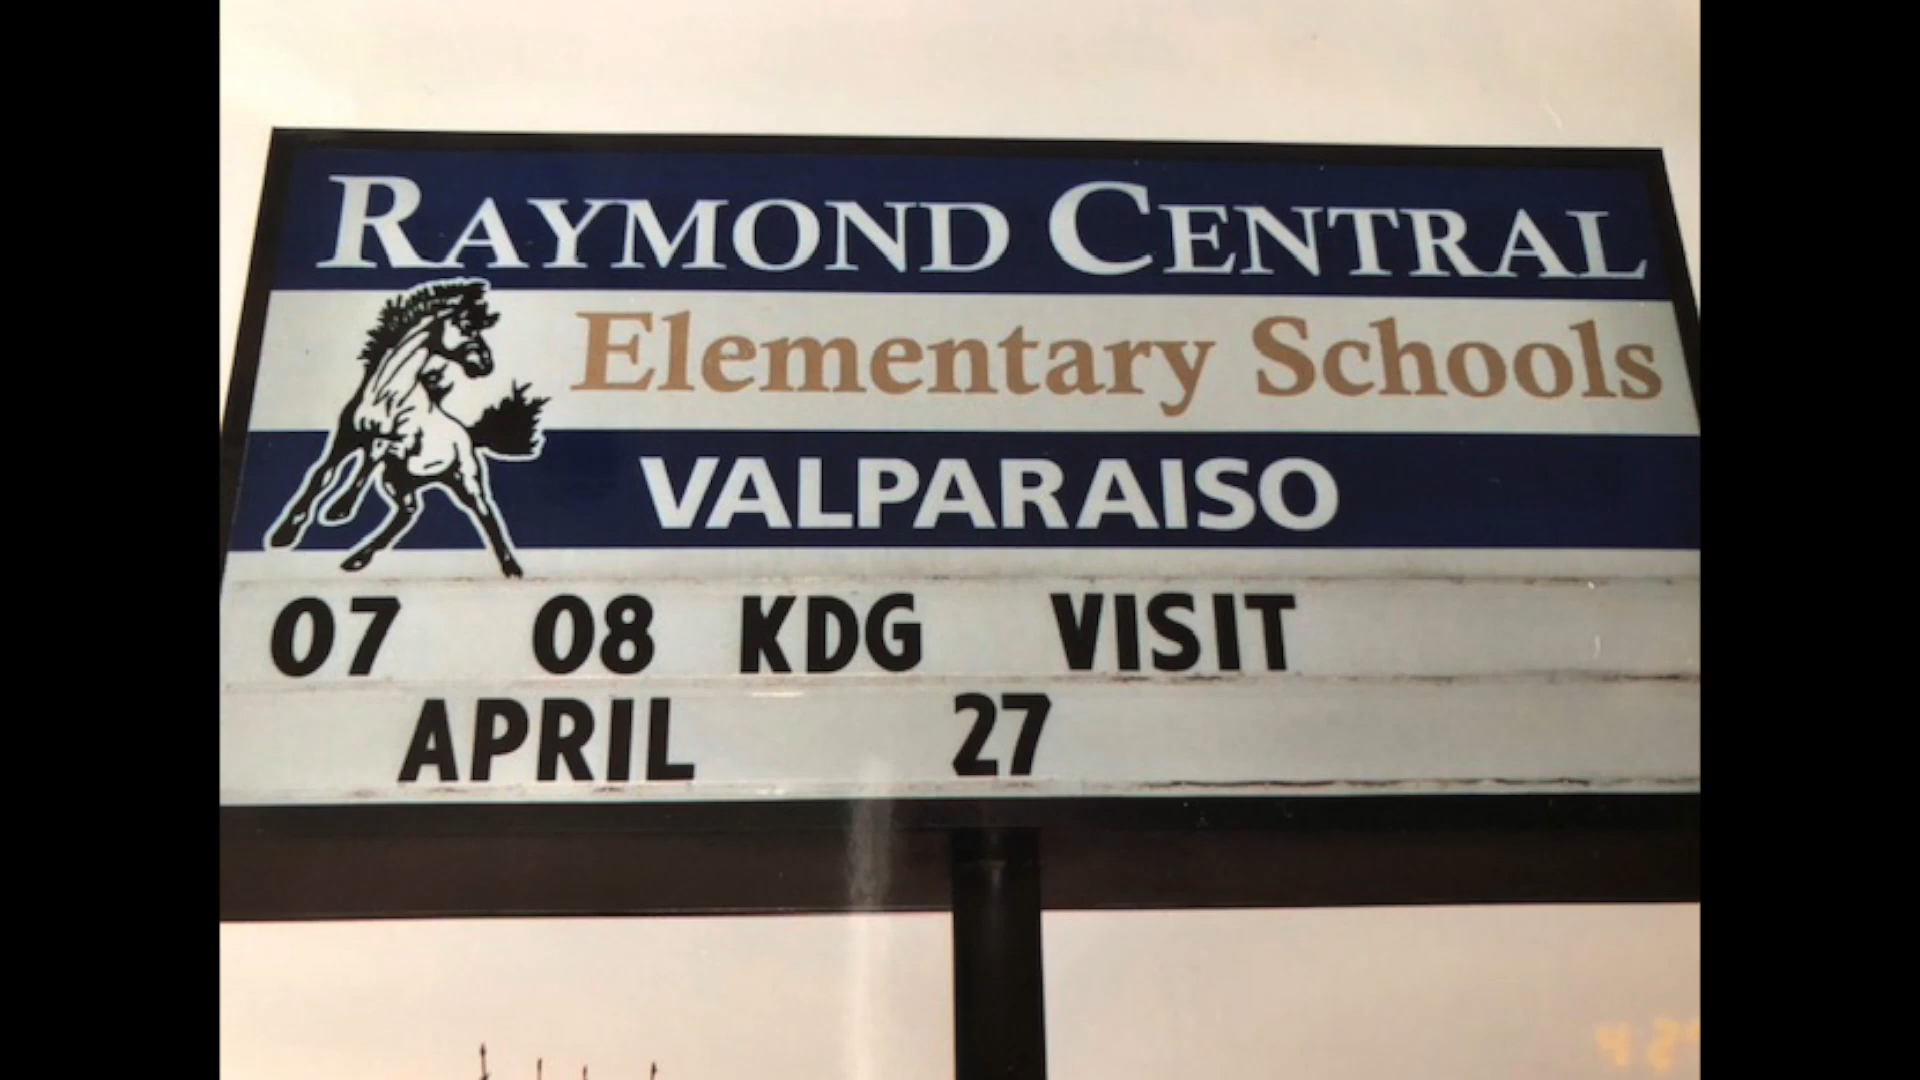 RAYMOND CENTRAL
Elementary Schools
VALPARAISO
07 08 KDG VISIT
APRIL 27